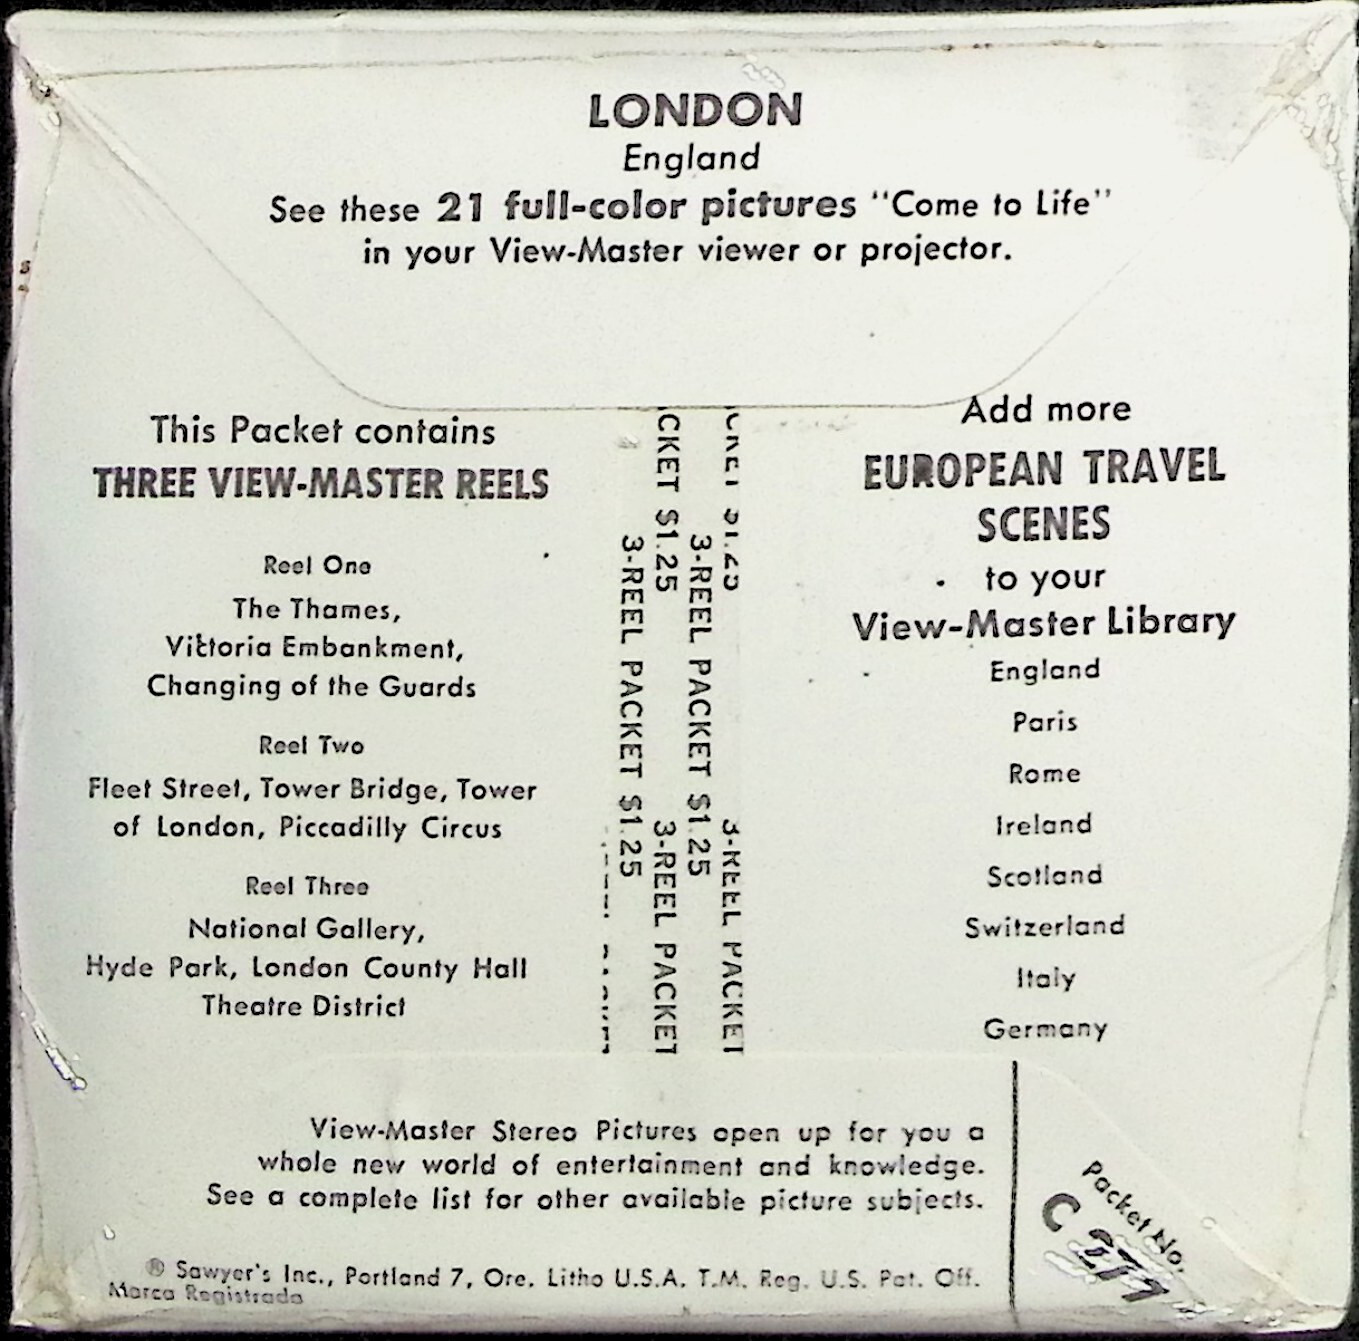 LONDON
England
See these 21 full-color pictures "Come to Life"
in your View-Master viewer or projector.
This Packet contains
THREE VIEW-MASTER REELS
Reel One
The Thames,
Viktoria Embankment,
Changing of the Guards
Reel Two
Fleet Street, Tower Bridge, Tower
of London, Piccadilly Circus
Reel Three
National Gallery,
Hyde Park, London County Hall
Theatre District
CKET $1.25
3-REEL PACKET
3-REEL PACKET $1.25
CKET $1.25
3-REEL PACKET
3-REEL PACKET $1.25
Add more
EUROPEAN TRAVEL
SCENES
to your
View-Master Library
England
Paris
Rome
Ireland
Scotland
Switzerland
Italy
Germany
View-Master Stereo Pictures open up for you a
whole new world of entertainment and knowledge.
See a complete list for other available picture subjects.
® Sawyer's Inc., Portland 7, Ore. Litho U.S.A. T.M. Reg. U.S. Pat. Off.
Marca Registrada
Packet No.
C